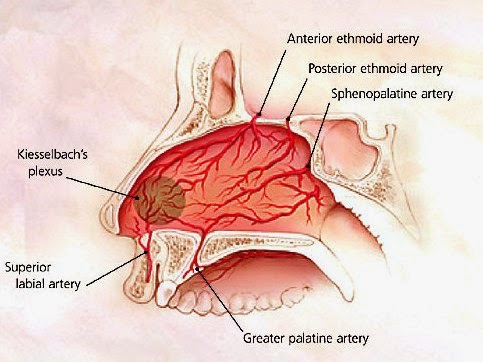 Anterior ethmoid artery
Posterior ethmoid artery
Sphenopalatine artery
Kiesselbach's
plexus
Superior
labial artery
Greater palatine artery